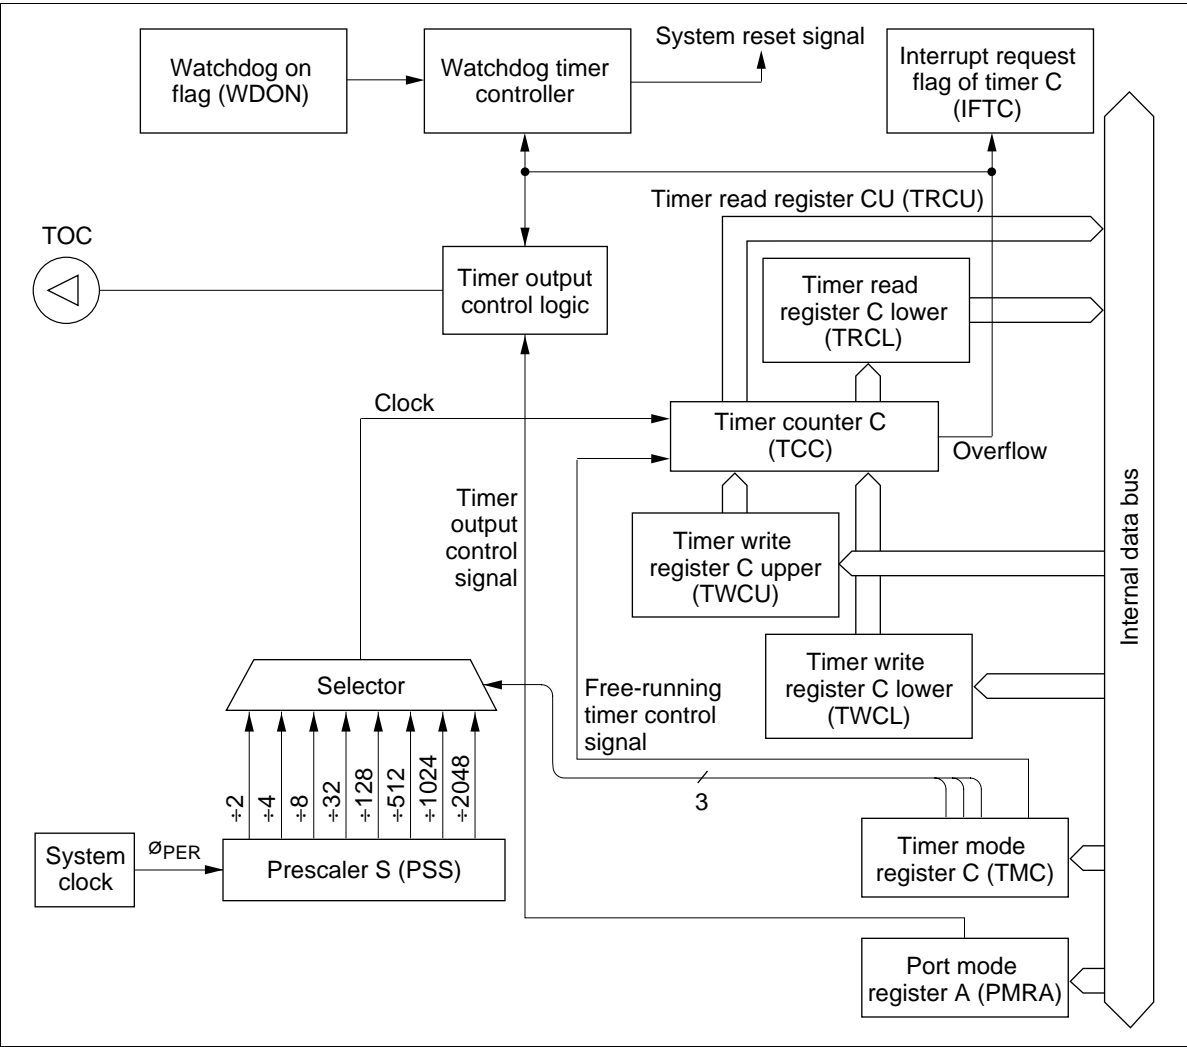 System reset signal
Watchdog on
flag (WDON)
Watchdog timer
controller
Interrupt request
flag of timer C
(IFTC)
Timer read register CU (TRCU)
TOC
Timer output
control logic
Timer read
register C lower
(TRCL)
Clock
Timer counter C
(TCC)
Overflow
Timer
output
control
signal
Timer write
register C upper
(TWCU)
Internal data bus
Timer write
register C lower
(TWCL)
Selector
Free-running
timer control
signal
3
÷2
÷4
÷8
÷32
÷128
÷512
÷1024
÷2048
System
clock
øPER
Prescaler S (PSS)
Timer mode
register C (TMC)
Port mode
register A (PMRA)